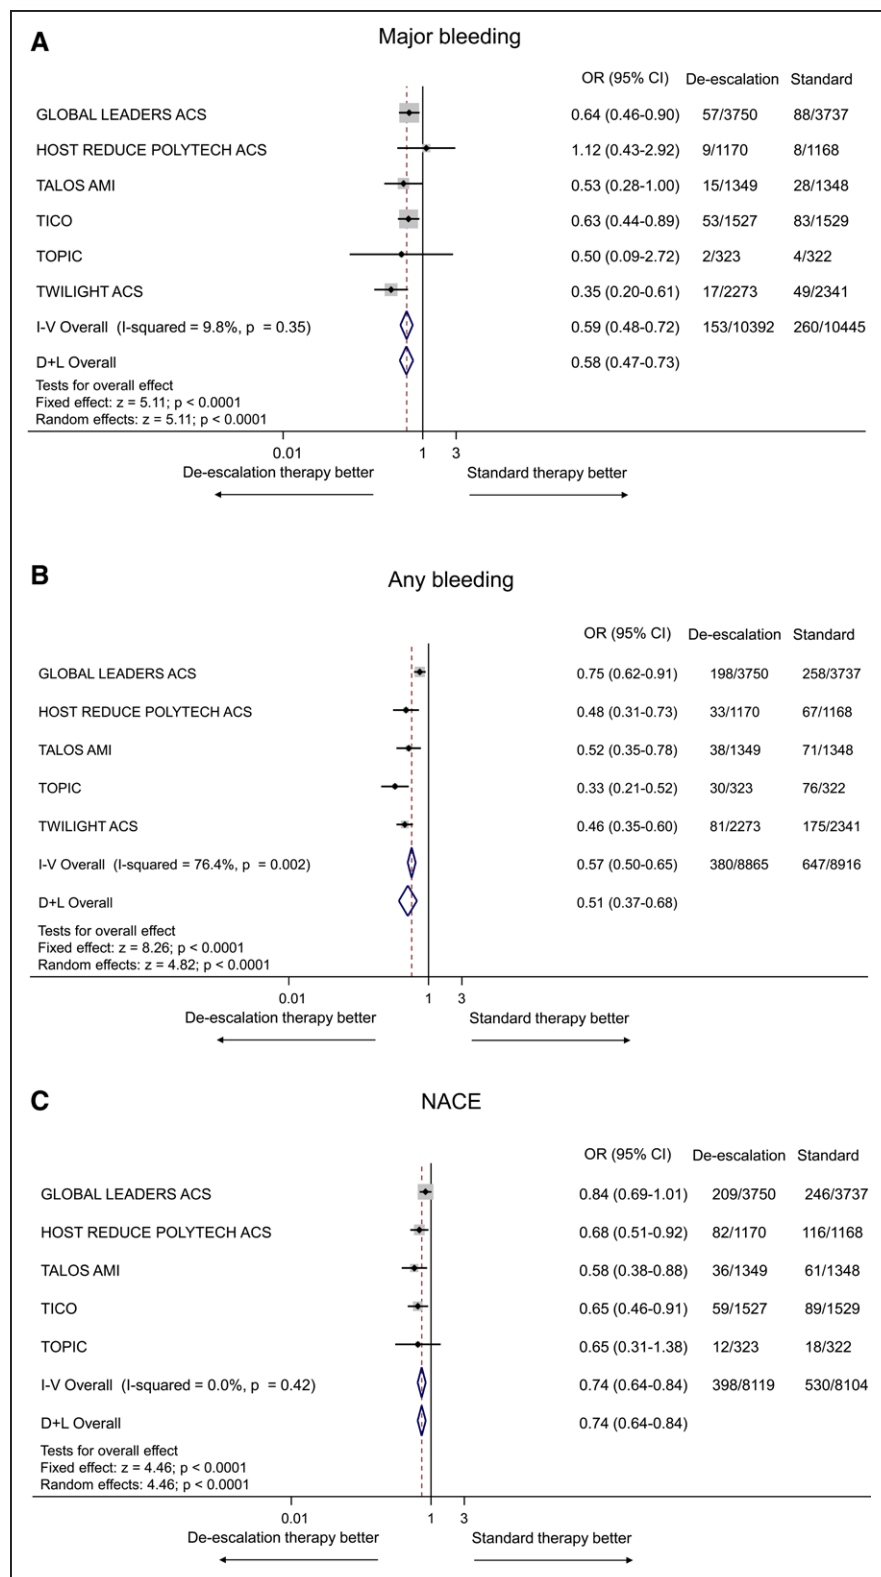 A
Major bleeding
OR (95% CI) De-escalation Standard
GLOBAL LEADERS ACS 0.64 (0.46-0.90) 57/3750 88/3737
HOST REDUCE POLYTECH ACS 1.12 (0.43-2.92) 9/1170 8/1168
TALOS AMI 0.53 (0.28-1.00) 15/1349 28/1348
TICO 0.63 (0.44-0.89) 53/1527 83/1529
TOPIC 0.50 (0.09-2.72) 2/323 4/322
TWILIGHT ACS 0.35 (0.20-0.61) 17/2273 49/2341
I-V Overall (I-squared = 9.8%, p = 0.35) 0.59 (0.48-0.72) 153/10392 260/10445
D+L Overall 0.58 (0.47-0.73)
Tests for overall effect
Fixed effect: z = 5.11; p < 0.0001
Random effects: z = 5.11; p < 0.0001
0.01 1 3
De-escalation therapy better Standard therapy better
B
Any bleeding
OR (95% CI) De-escalation Standard
GLOBAL LEADERS ACS 0.75 (0.62-0.91) 198/3750 258/3737
HOST REDUCE POLYTECH ACS 0.48 (0.31-0.73) 33/1170 67/1168
TALOS AMI 0.52 (0.35-0.78) 38/1349 71/1348
TOPIC 0.33 (0.21-0.52) 30/323 76/322
TWILIGHT ACS 0.46 (0.35-0.60) 81/2273 175/2341
I-V Overall (I-squared = 76.4%, p = 0.002) 0.57 (0.50-0.65) 380/8865 647/8916
D+L Overall 0.51 (0.37-0.68)
Tests for overall effect
Fixed effect: z = 8.26; p < 0.0001
Random effects: z = 4.82; p < 0.0001
0.01 1 3
De-escalation therapy better Standard therapy better
C
NACE
OR (95% CI) De-escalation Standard
GLOBAL LEADERS ACS 0.84 (0.69-1.01) 209/3750 246/3737
HOST REDUCE POLYTECH ACS 0.68 (0.51-0.92) 82/1170 116/1168
TALOS AMI 0.58 (0.38-0.88) 36/1349 61/1348
TICO 0.65 (0.46-0.91) 59/1527 89/1529
TOPIC 0.65 (0.31-1.38) 12/323 18/322
I-V Overall (I-squared = 0.0%, p = 0.42) 0.74 (0.64-0.84) 398/8119 530/8104
D+L Overall 0.74 (0.64-0.84)
Tests for overall effect
Fixed effect: z = 4.46; p < 0.0001
Random effects: 4.46; p < 0.0001
0.01 1 3
De-escalation therapy better Standard therapy better